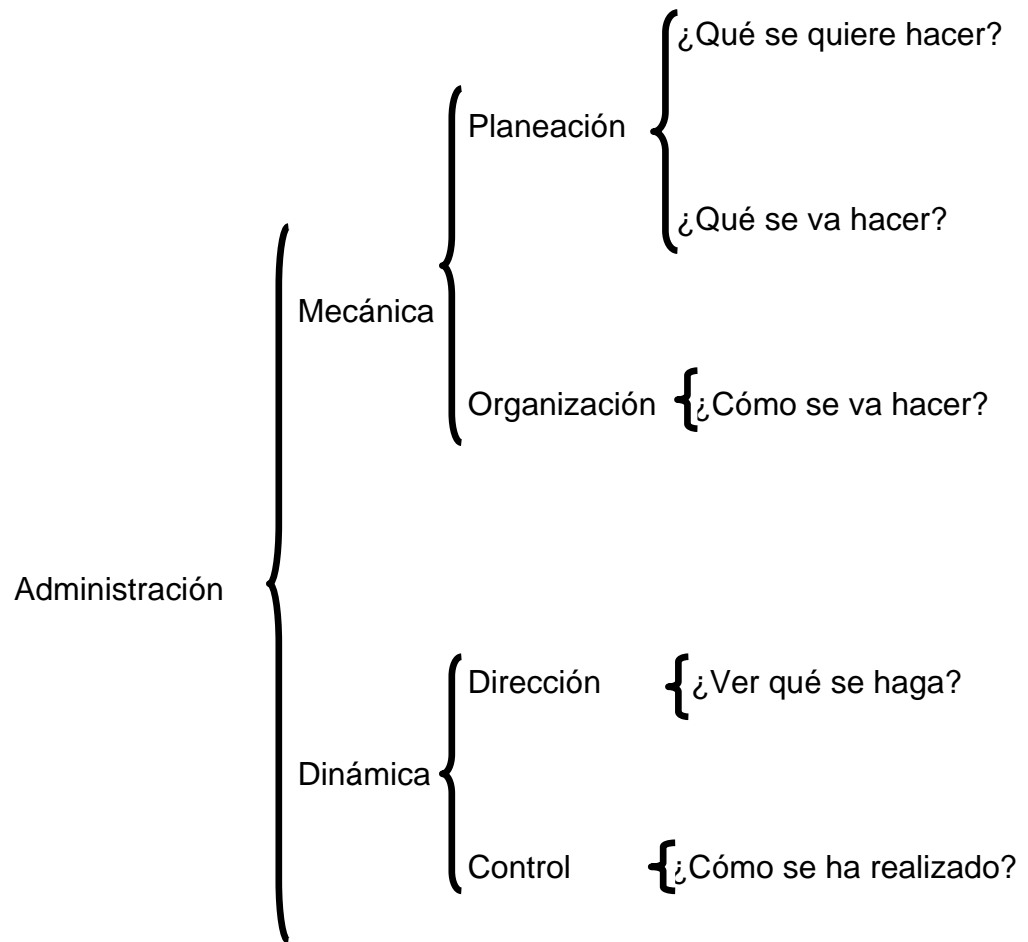 ¿Qué se quiere hacer?
Planeación
¿Qué se va hacer?
Mecánica
Organización
¿Cómo se va hacer?
Administración
Dirección
¿Ver qué se haga?
Dinámica
Control
¿Cómo se ha realizado?